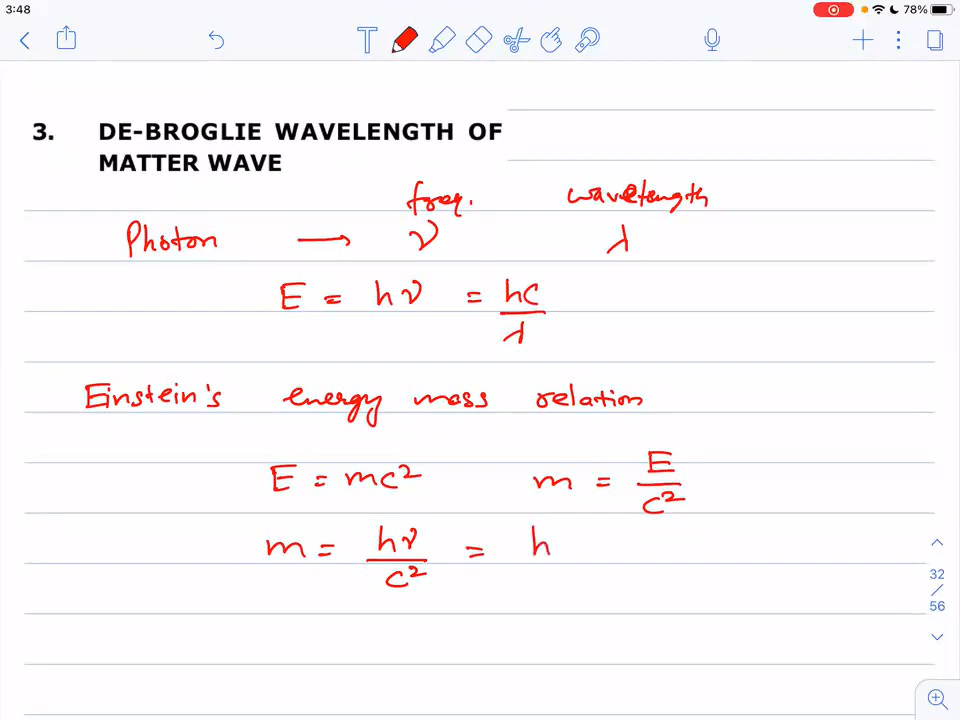 3:48
78%
T
3. DE-BROGLIE WAVELENGTH OF
MATTER WAVE
freq. wavelength
Photon → ν λ
E = hν = hc/λ
Einstein's energy mass relation
E = mc² m = E/c²
m = hν/c² = h
32
/
56